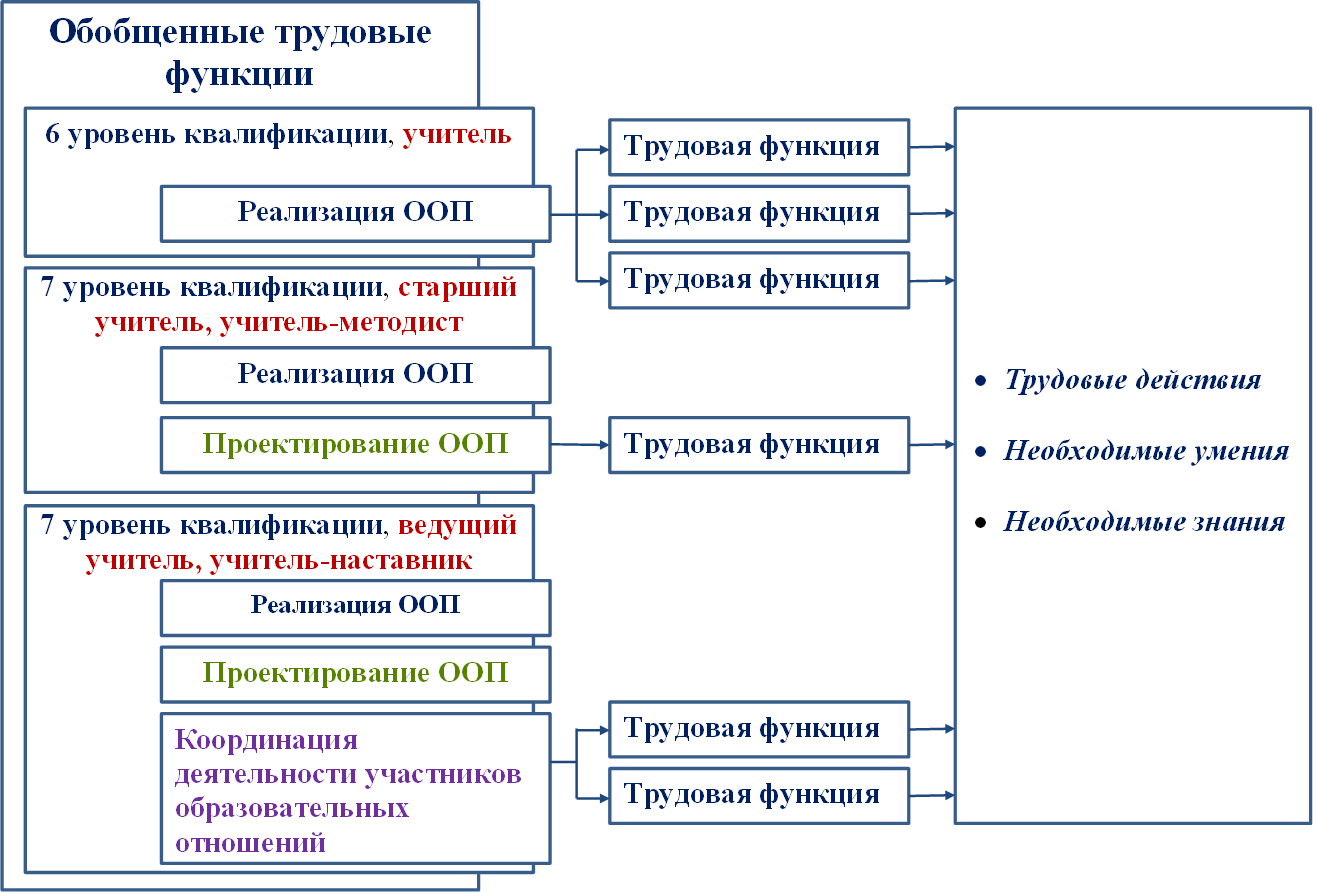 Обобщенные трудовые
функции
6 уровень квалификации, учитель
Реализация ООП
Трудовая функция
Трудовая функция
Трудовая функция
7 уровень квалификации, старший
учитель, учитель-методист
Реализация ООП
Проектирование ООП
Трудовая функция
7 уровень квалификации, ведущий
учитель, учитель-наставник
Реализация ООП
Проектирование ООП
Координация
деятельности участников
образовательных
отношений
Трудовая функция
Трудовая функция
• Трудовые действия
• Необходимые умения
• Необходимые знания